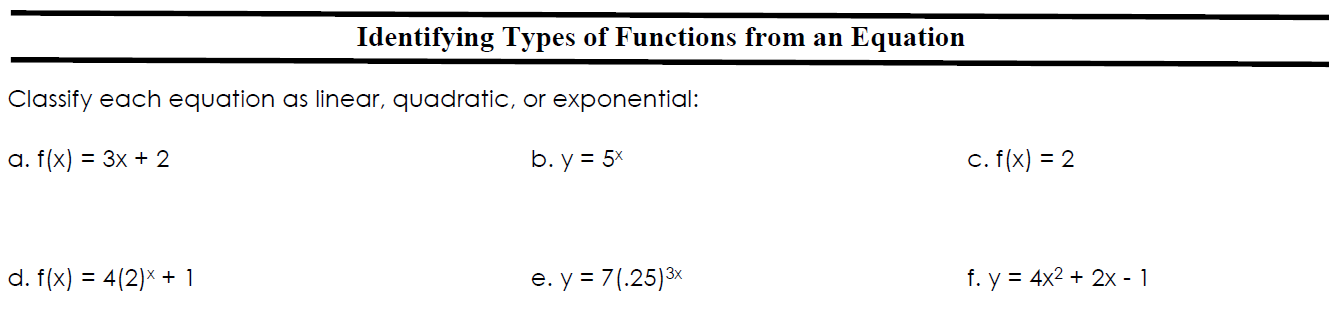 Identifying Types of Functions from an Equation
Classify each equation as linear, quadratic, or exponential:
a. f(x) = 3x + 2 b. y = 5ˣ c. f(x) = 2
d. f(x) = 4(2)ˣ + 1 e. y = 7(.25)³ˣ f. y = 4x² + 2x - 1